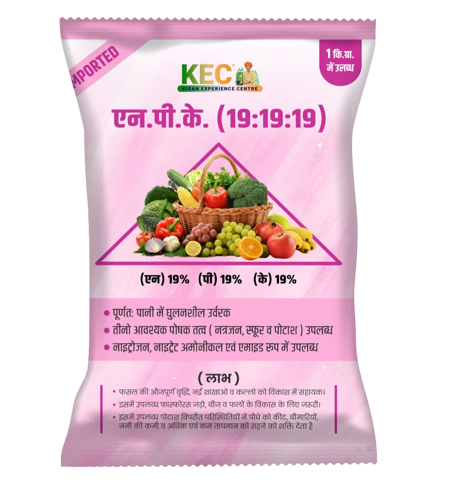 IMPORTED
1 कि.ग्रा.
में उलब्ध
KEC
KISAN EXPERIENCE CENTRE
एन.पी.के. (19:19:19)
(एन) 19% (पी) 19% (के) 19%
• पूर्णत: पानी में घुलनशील उर्वरक
• तीनो आवश्यक पोषक तत्व ( नत्रजन, स्फूर व पोटाश ) उपलब्ध
• नाइट्रोजन, नाइट्रेट अमोनीकल एवं एमाइड रूप में उपलब्ध
( लाभ )
• फसल की ओजपूर्ण वृद्धि, नई शाखाओ व कल्लो को विकाश में सहायक।
• इसमें उपलब्ध फास्फोरस जड़ो, बीज व फलों के विकास के लिए जरुरी।
• इसमें उपलब्ध पोटाश विपरीत परिस्थितियों में पौधे को कीट, बीमारियों,
नमी की कमी व अधिक एवं कम तापमान को सहने को शक्ति देता है